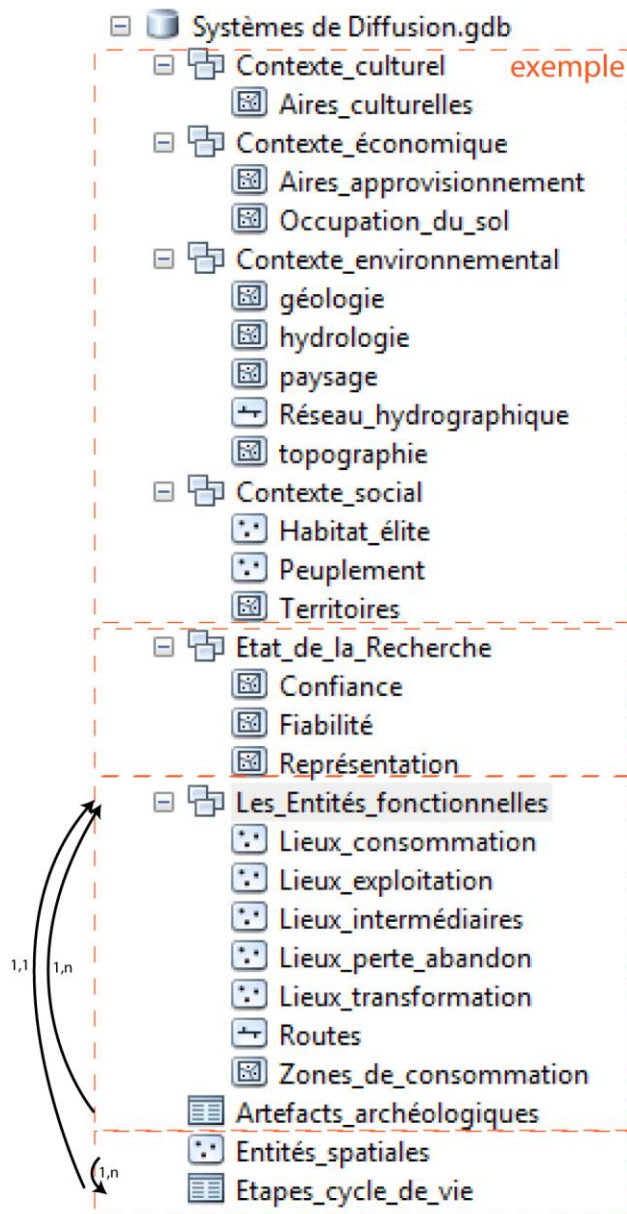 Systèmes de Diffusion.gdb
Contexte_culturel exemple
Aires_culturelles
Contexte_économique
Aires_approvisionnement
Occupation_du_sol
Contexte_environnemental
géologie
hydrologie
paysage
Réseau_hydrographique
topographie
Contexte_social
Habitat_élite
Peuplement
Territoires
Etat_de_la_Recherche
Confiance
Fiabilité
Représentation
Les_Entités_fonctionnelles
Lieux_consommation
Lieux_exploitation
Lieux_intermédiaires
1,1 1,n Lieux_perte_abandon
Lieux_transformation
Routes
Zones_de_consommation
Artefacts_archéologiques
Entités_spatiales
1,n
Etapes_cycle_de_vie